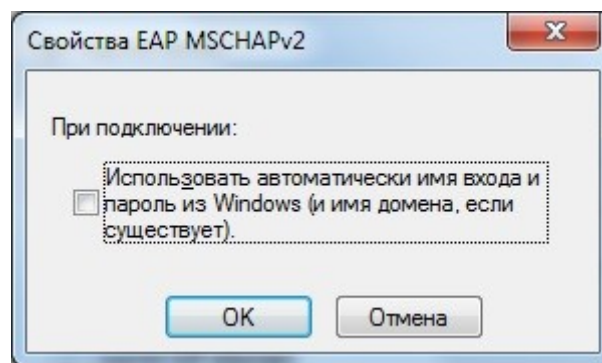 Свойства EAP MSCHAPv2
При подключении:
Использовать автоматически имя входа и
пароль из Windows (и имя домена, если
существует).
OK
Отмена